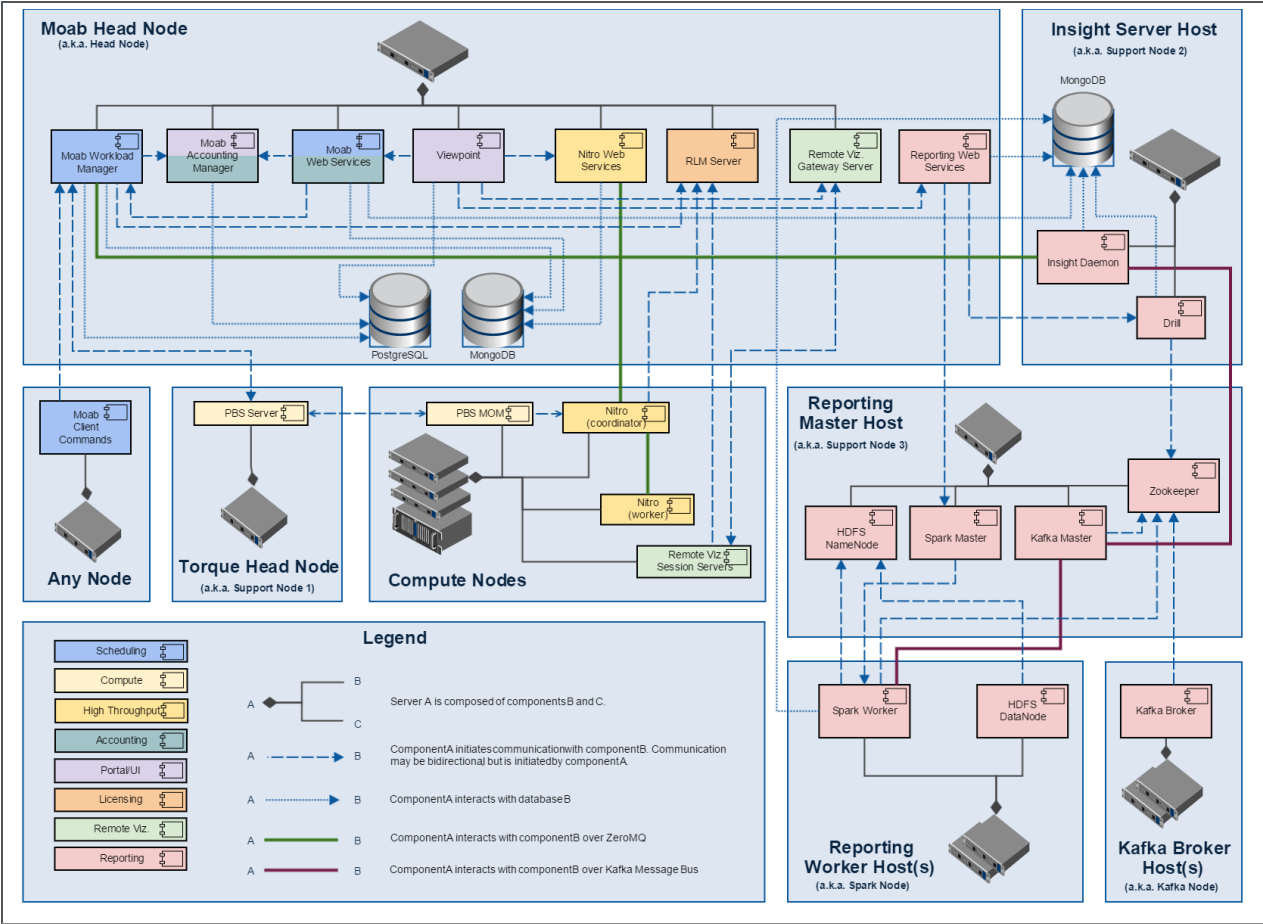 Moab Head Node
(a.k.a. Head Node)
Insight Server Host
(a.k.a. Support Node 2)
MongoDB
Moab Workload
Manager
Moab
Accounting
Manager
Moab
Web Services
Viewpoint
Nitro Web
Services
RLM Server
Remote Viz.
Gateway Server
Reporting Web
Services
Insight Daemon
Drill
PostgreSQL
MongoDB
Moab
Client
Commands
Any Node
PBS Server
Torque Head Node
(a.k.a. Support Node 1)
PBS MOM
Nitro
(coordinator)
Nitro
(worker)
Remote Viz.
Session Servers
Compute Nodes
Reporting
Master Host
(a.k.a. Support Node 3)
Zookeeper
HDFS
NameNode
Spark Master
Kafka Master
Legend
Scheduling
Compute
High Throughput
Accounting
Portal/UI
Licensing
Remote Viz.
Reporting
A
B
C
Server A is composed of components B and C.
A
B
Component A initiates communication with component B. Communication
may be bidirectional but is initiated by component A.
A
B
Component A interacts with database B
A
B
Component A interacts with component B over ZeroMQ
A
B
Component A interacts with component B over Kafka Message Bus
Spark Worker
HDFS
DataNode
Reporting
Worker Host(s)
(a.k.a. Spark Node)
Kafka Broker
Kafka Broker
Host(s)
(a.k.a. Kafka Node)